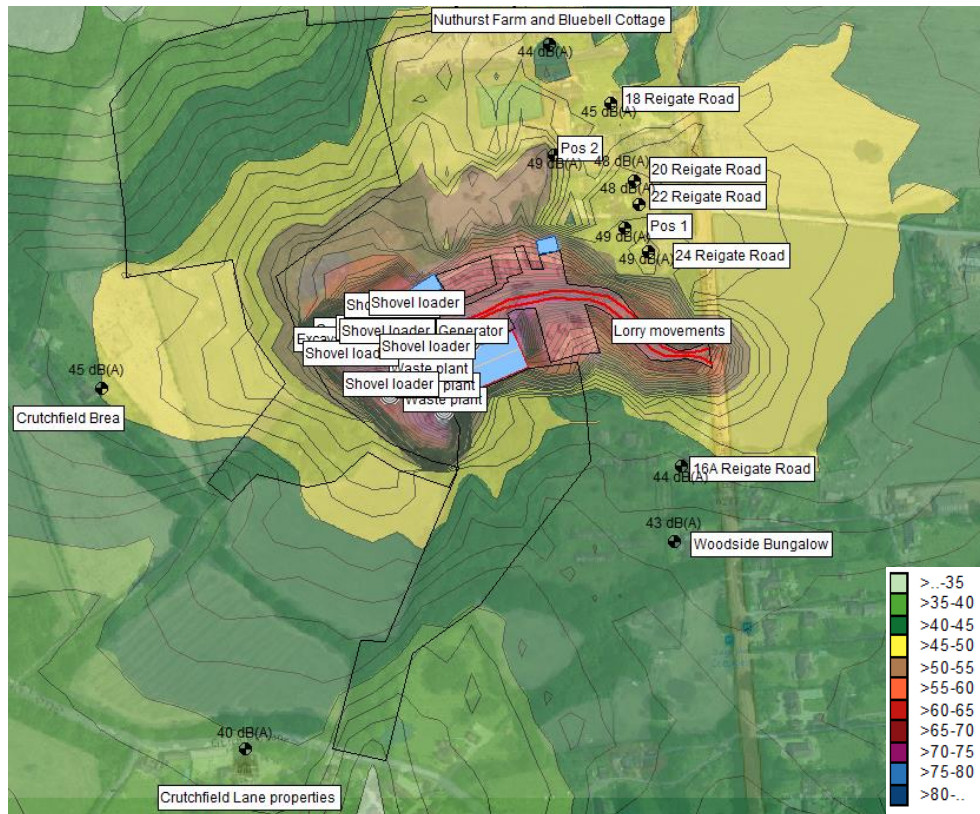 Nuthurst Farm and Bluebell Cottage
44 dB(A)
18 Reigate Road
45 dB(A)
Pos 2
49 dB(A)
48 dB(A)
20 Reigate Road
48 dB(A)
22 Reigate Road
Pos 1
49 dB(A)
24 Reigate Road
49 dB(A)
Shovel loader
Shovel loader
Generator
Lorry movements
Shovel loader
Shovel loader
Waste plant
Shovel loader
Waste plant
45 dB(A)
Crutchfield Brea
16A Reigate Road
44 dB(A)
43 dB(A)
Woodside Bungalow
40 dB(A)
Crutchfield Lane properties
>..-35
>35-40
>40-45
>45-50
>50-55
>55-60
>60-65
>65-70
>70-75
>75-80
>80-..